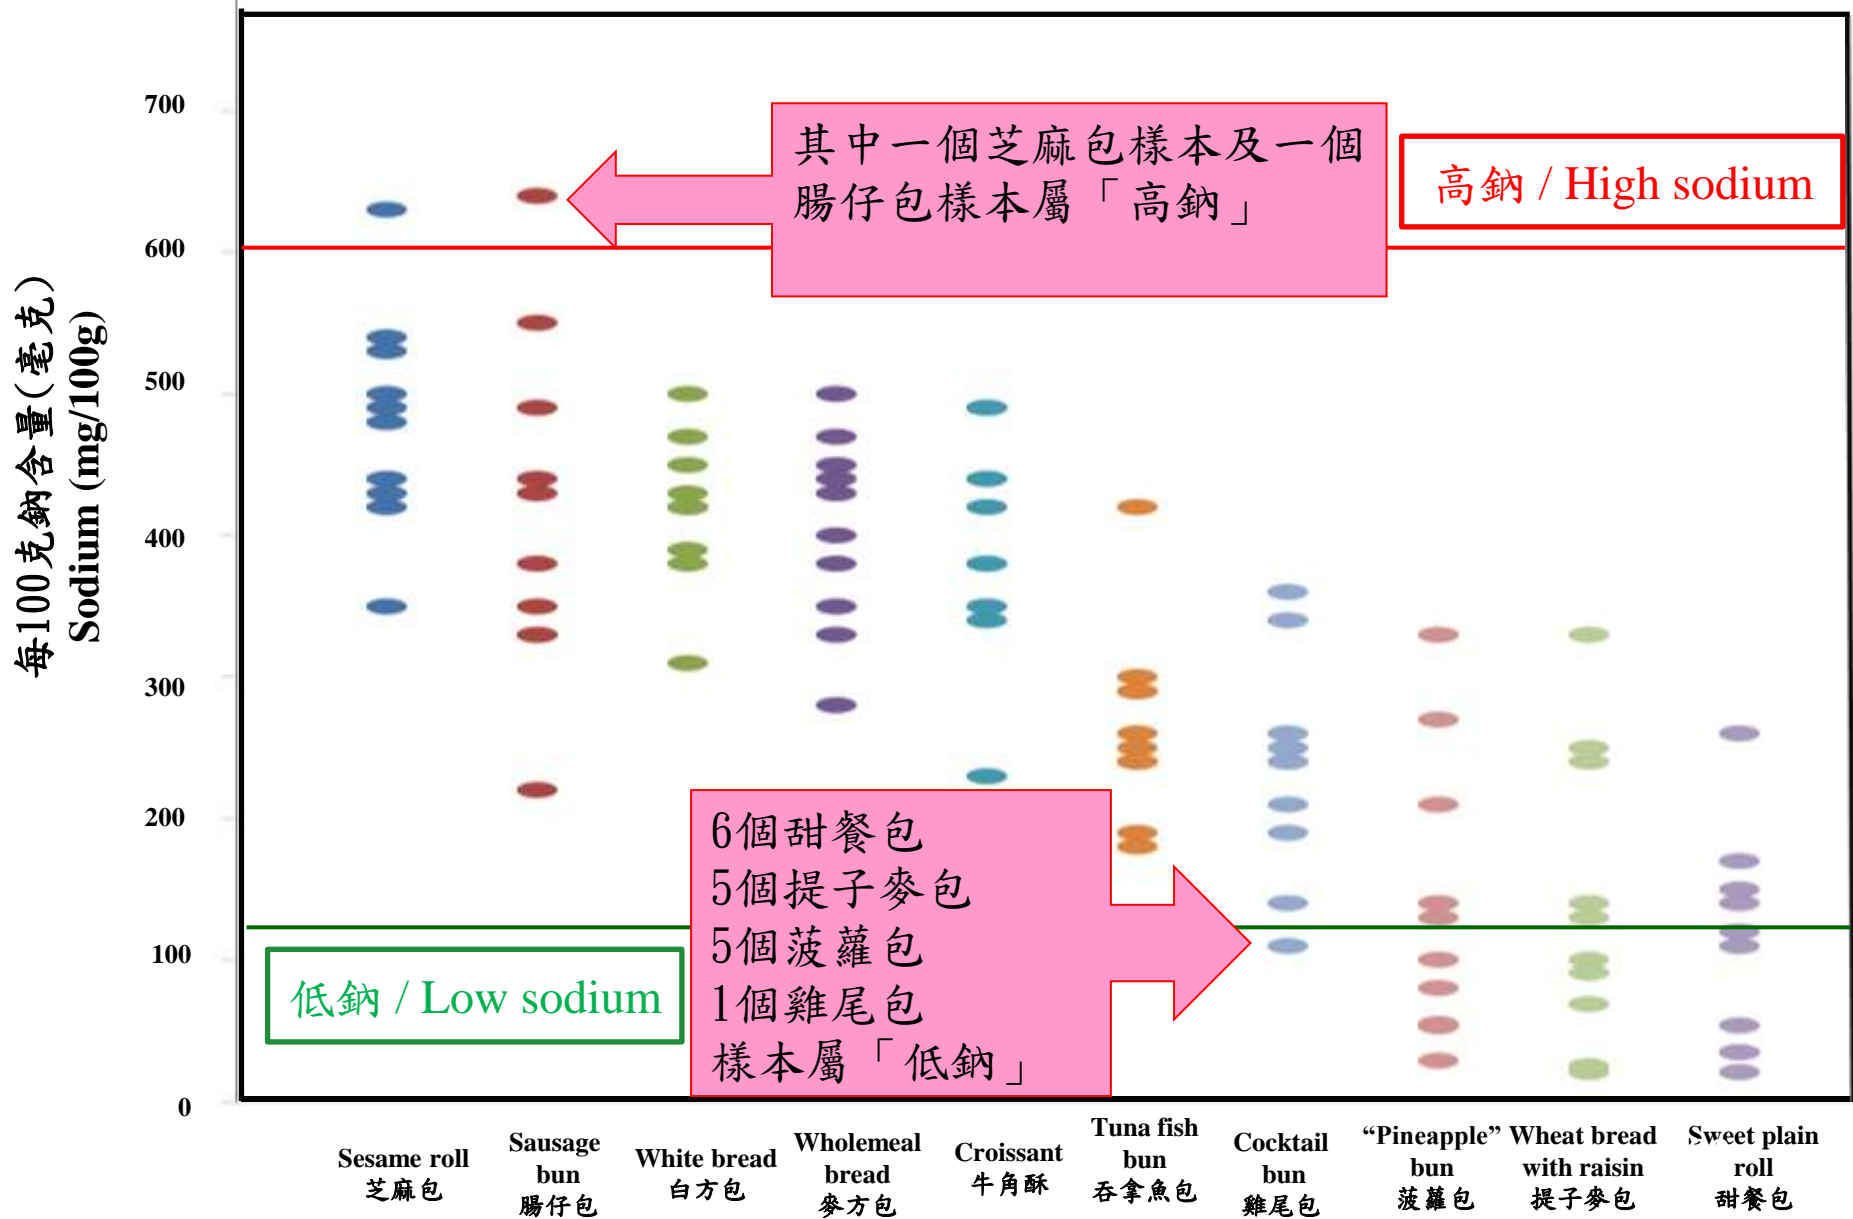 700
600
500
400
300
200
100
0
每100克鈉含量(毫克)
Sodium (mg/100g)
其中一個芝麻包樣本及一個
腸仔包樣本屬「高鈉」
高鈉 / High sodium
低鈉 / Low sodium
6個甜餐包
5個提子麥包
5個菠蘿包
1個雞尾包
樣本屬「低鈉」
Sesame roll
芝麻包
Sausage
bun
腸仔包
White bread
白方包
Wholemeal
bread
麥方包
Croissant
牛角酥
Tuna fish
bun
吞拿魚包
Cocktail
bun
雞尾包
“Pineapple”
bun
菠蘿包
Wheat bread
with raisin
提子麥包
Sweet plain
roll
甜餐包